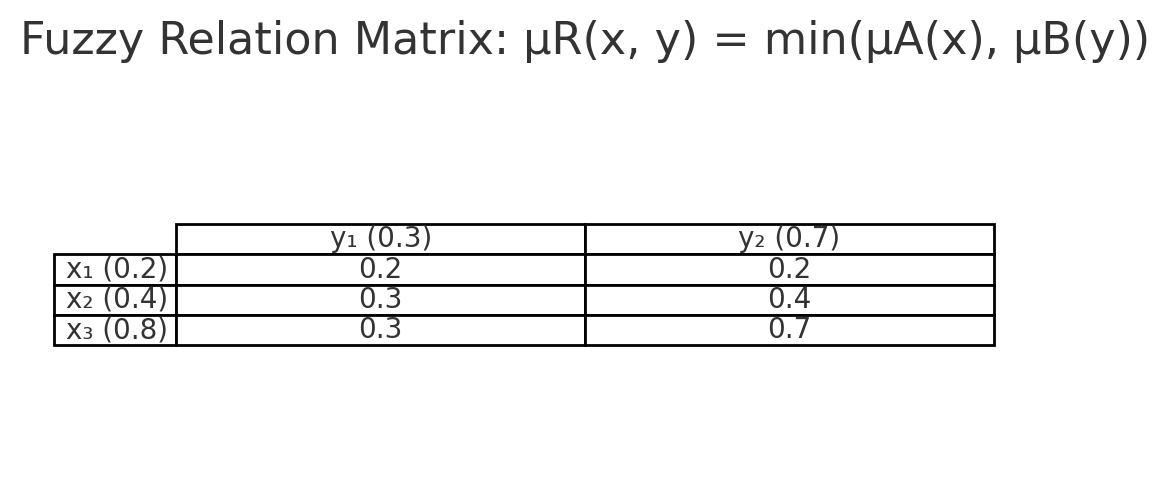 Fuzzy Relation Matrix: μR(x, y) = min(μA(x), μB(y))
y₁ (0.3) y₂ (0.7)
x₁ (0.2) 0.2 0.2
x₂ (0.4) 0.3 0.4
x₃ (0.8) 0.3 0.7